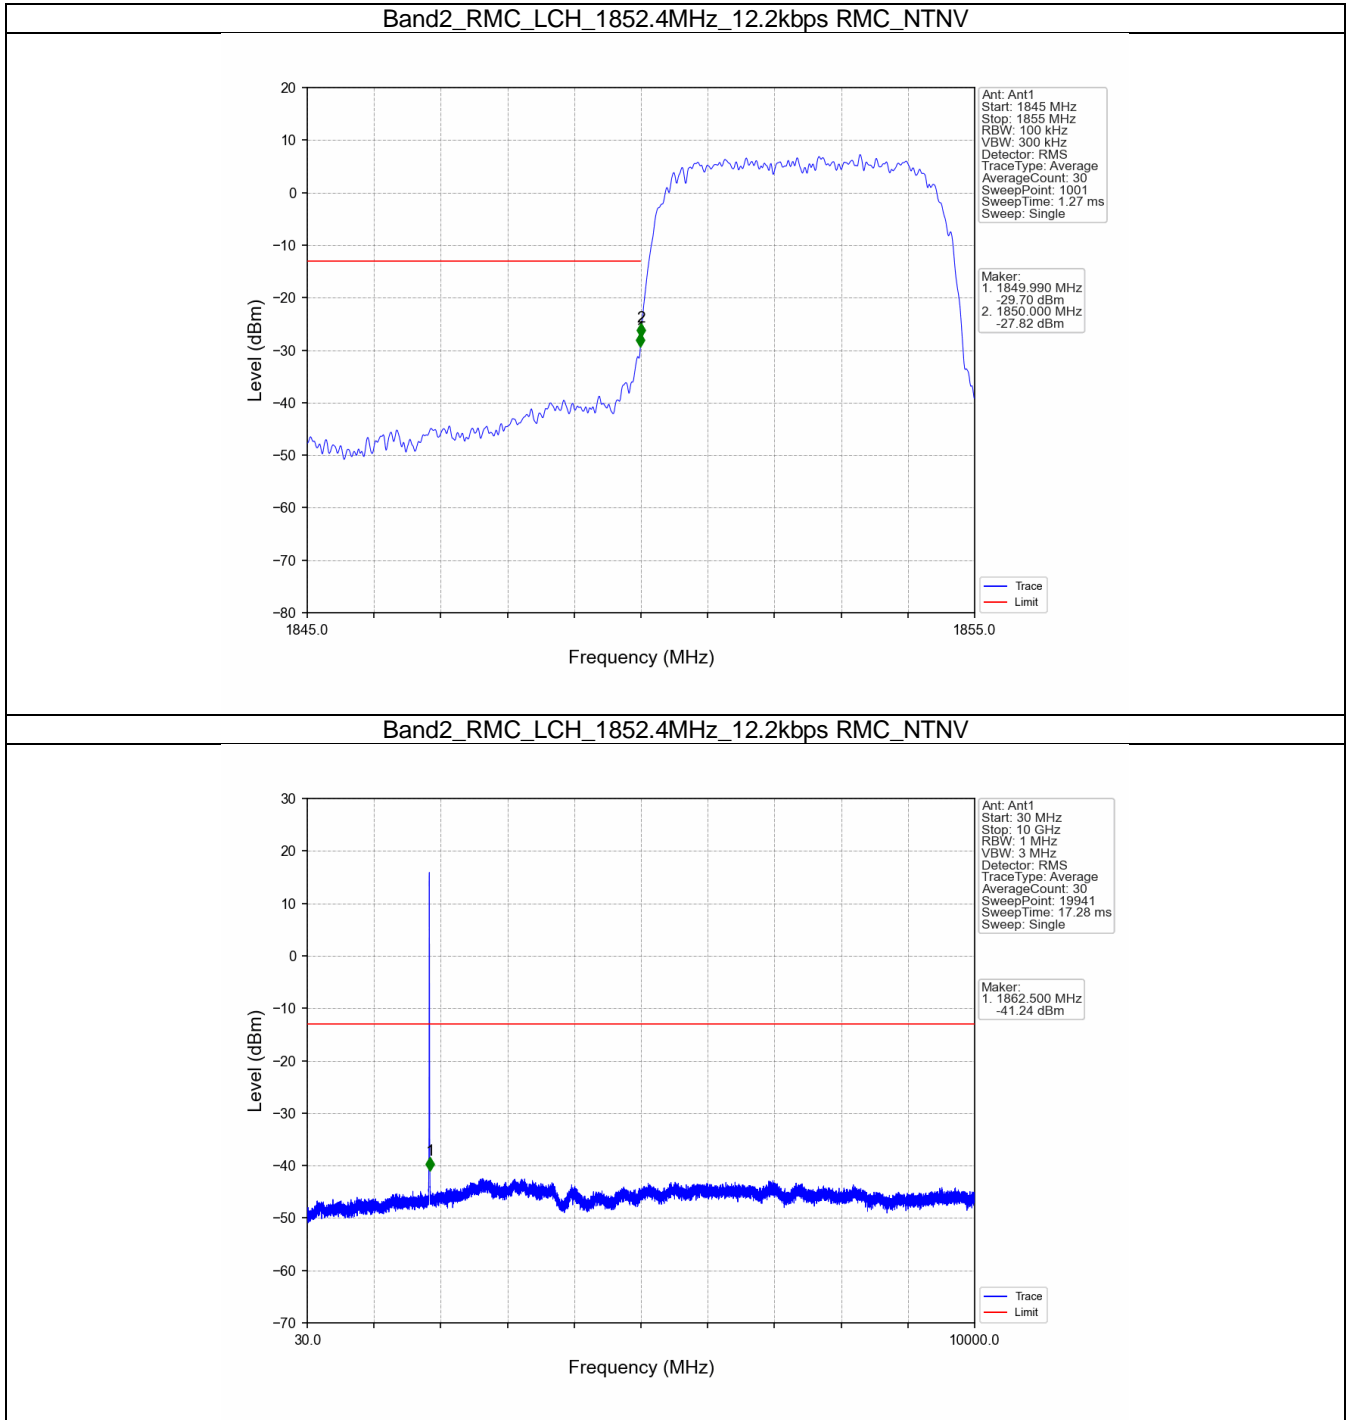 Band2_RMC_LCH_1852.4MHz_12.2kbps RMC_NTNV
20
10
0
−10
−20
−30
−40
−50
−60
−70
−80
Level (dBm)
1845.0
1855.0
Frequency (MHz)
2
Ant: Ant1
Start: 1845 MHz
Stop: 1855 MHz
RBW: 100 kHz
VBW: 300 kHz
Detector: RMS
TraceType: Average
AverageCount: 30
SweepPoint: 1001
SweepTime: 1.27 ms
Sweep: Single
Maker:
1. 1849.990 MHz
-29.70 dBm
2. 1850.000 MHz
-27.82 dBm
Trace
Limit
Band2_RMC_LCH_1852.4MHz_12.2kbps RMC_NTNV
30
20
10
0
−10
−20
−30
−40
−50
−60
−70
Level (dBm)
30.0
10000.0
Frequency (MHz)
1
Ant: Ant1
Start: 30 MHz
Stop: 10 GHz
RBW: 1 MHz
VBW: 3 MHz
Detector: RMS
TraceType: Average
AverageCount: 30
SweepPoint: 19941
SweepTime: 17.28 ms
Sweep: Single
Maker:
1. 1862.500 MHz
-41.24 dBm
Trace
Limit